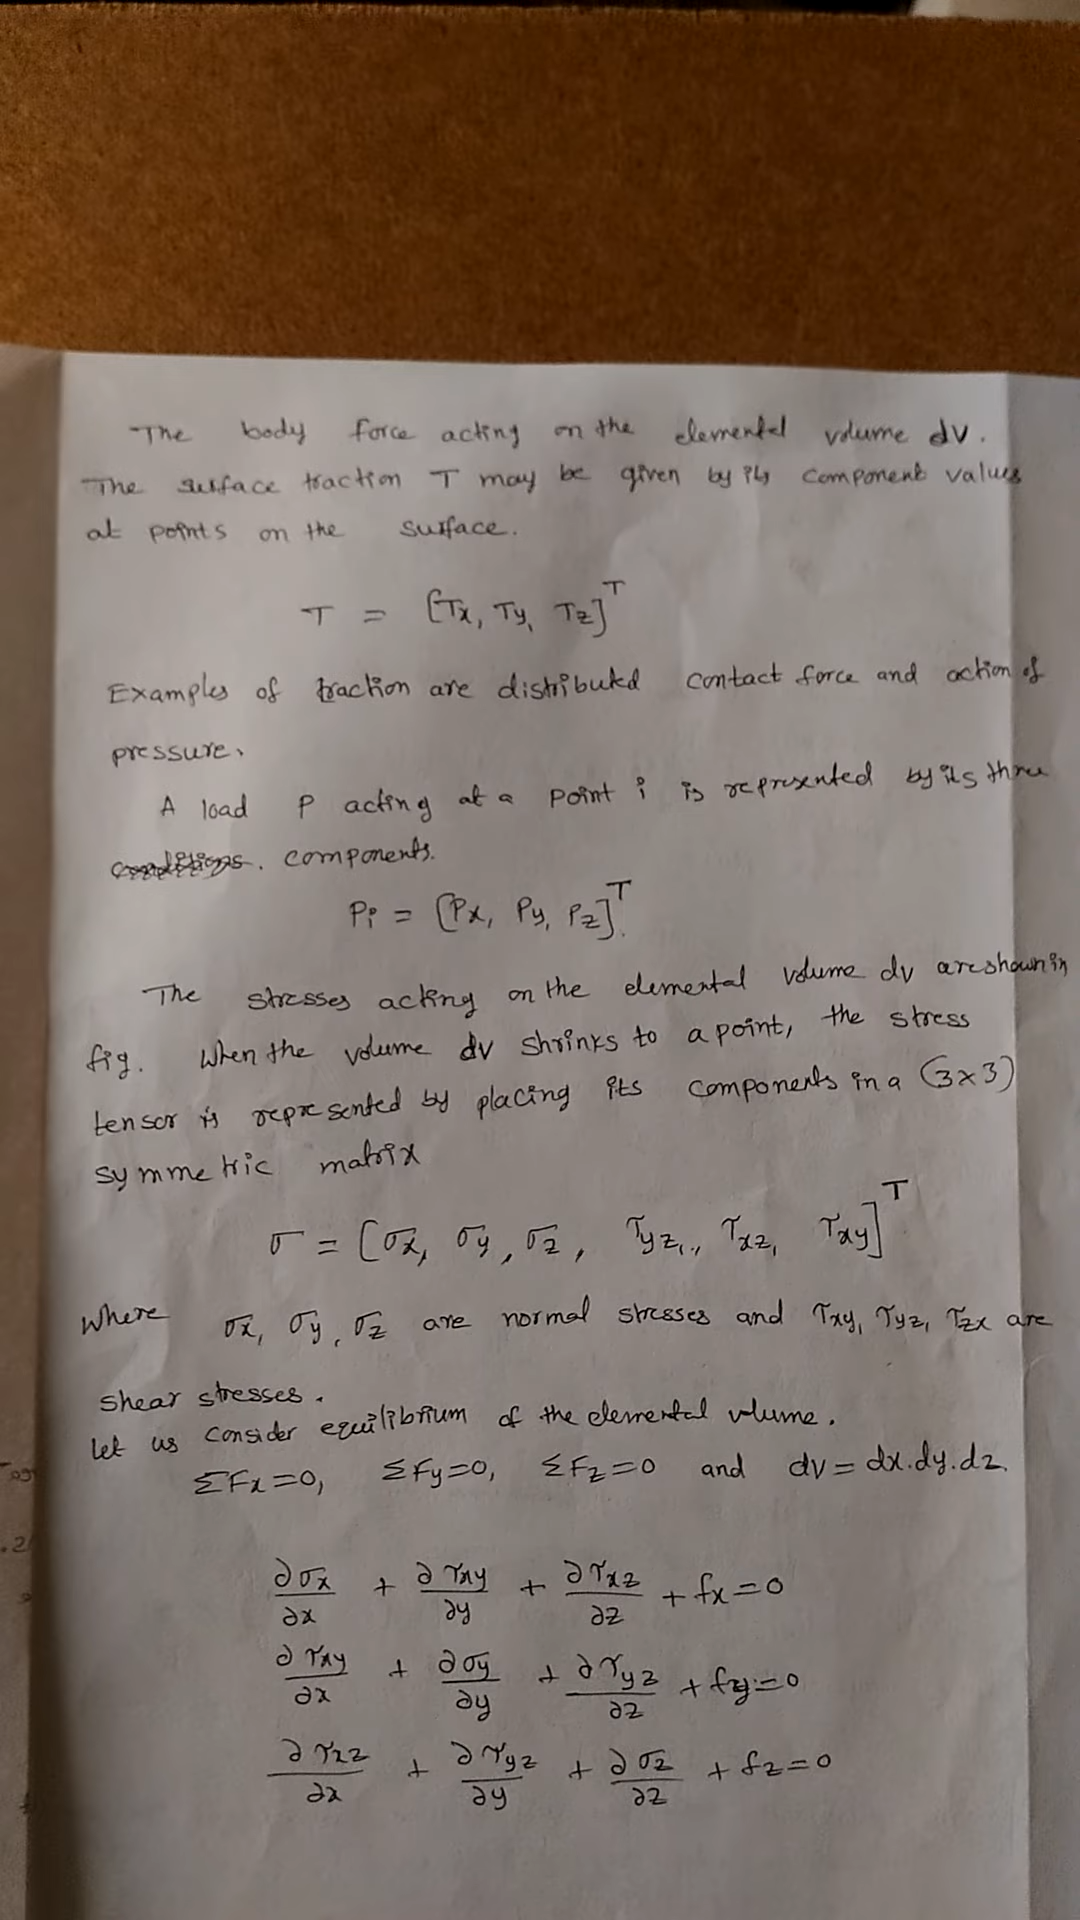 The body force acting on the elemental volume dv.
The surface traction T may be given by its component values
at points on the surface.
T = [Tx, Ty, Tz]ᵀ
Examples of traction are distributed contact force and action of
pressure.
A load P acting at a point i is represented by its three
conditions. components.
Pi = [Px, Py, Pz]ᵀ
The stresses acting on the elemental volume dv are shown in
fig. When the volume dv shrinks to a point, the stress
tensor is represented by placing its components in a (3×3)
symmetric matrix
σ = [σx, σy, σz, τyz, τxz, τxy]ᵀ
Where σx, σy, σz are normal stresses and τxy, τyz, τzx are
shear stresses.
let us consider equilibrium of the elemental volume.
ΣFx=0, ΣFy=0, ΣFz=0 and dv = dx.dy.dz.
∂σx/∂x + ∂τxy/∂y + ∂τxz/∂z + fx=0
∂τxy/∂x + ∂σy/∂y + ∂τyz/∂z + fy=0
∂τxz/∂x + ∂τyz/∂y + ∂σz/∂z + fz=0